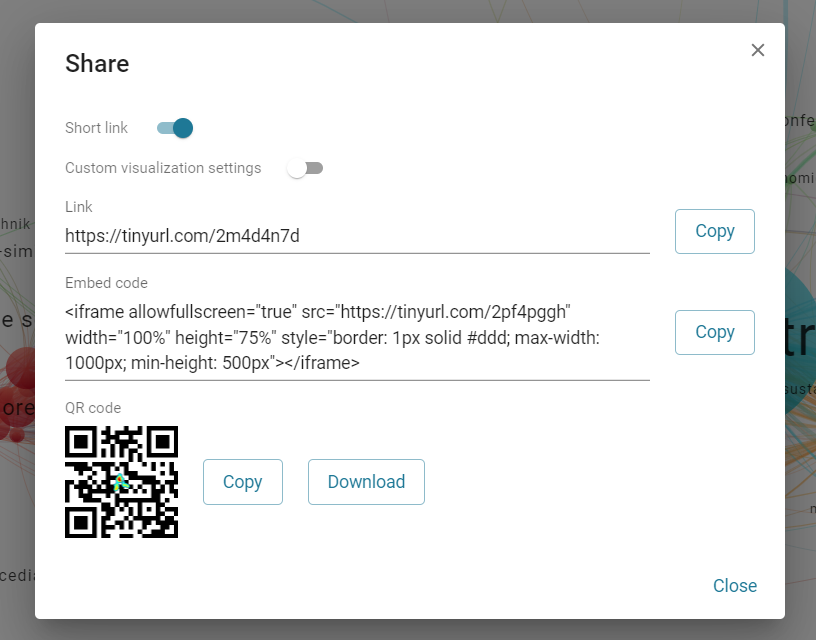 Share
Short link
Custom visualization settings
Link
https://tinyurl.com/2m4d4n7d
Copy
Embed code
<iframe allowfullscreen="true" src="https://tinyurl.com/2pf4pggh"
width="100%" height="75%" style="border: 1px solid #ddd; max-width:
1000px; min-height: 500px"></iframe>
Copy
QR code
Copy
Download
Close